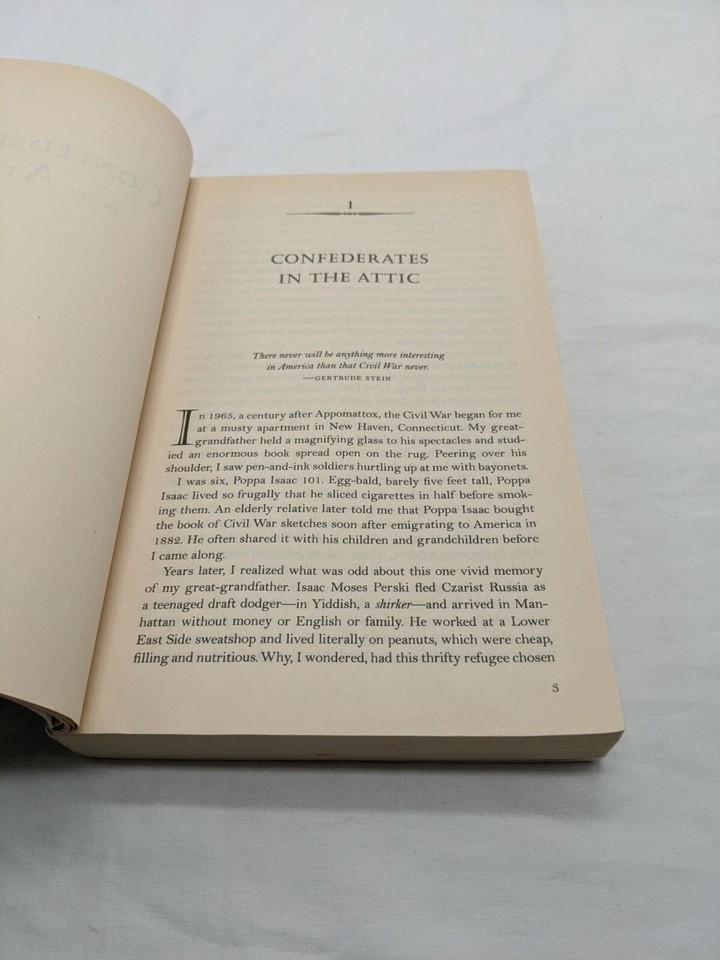 1
CONFEDERATES
IN THE ATTIC
There never will be anything more interesting
in America than that Civil War never.
—GERTRUDE STEIN
In 1965, a century after Appomattox, the Civil War began for me
at a musty apartment in New Haven, Connecticut. My great-
grandfather held a magnifying glass to his spectacles and stud-
ied an enormous book spread open on the rug. Peering over his
shoulder, I saw pen-and-ink soldiers hurtling up at me with bayonets.
I was six, Poppa Isaac 101. Egg-bald, barely five feet tall, Poppa
Isaac lived so frugally that he sliced cigarettes in half before smok-
ing them. An elderly relative later told me that Poppa Isaac bought
the book of Civil War sketches soon after emigrating to America in
1882. He often shared it with his children and grandchildren before
I came along.
Years later, I realized what was odd about this one vivid memory
of my great-grandfather. Isaac Moses Perski fled Czarist Russia as
a teenaged draft dodger—in Yiddish, a shirker—and arrived in Man-
hattan without money or English or family. He worked at a Lower
East Side sweatshop and lived literally on peanuts, which were cheap,
filling and nutritious. Why, I wondered, had this thrifty refugee chosen
5